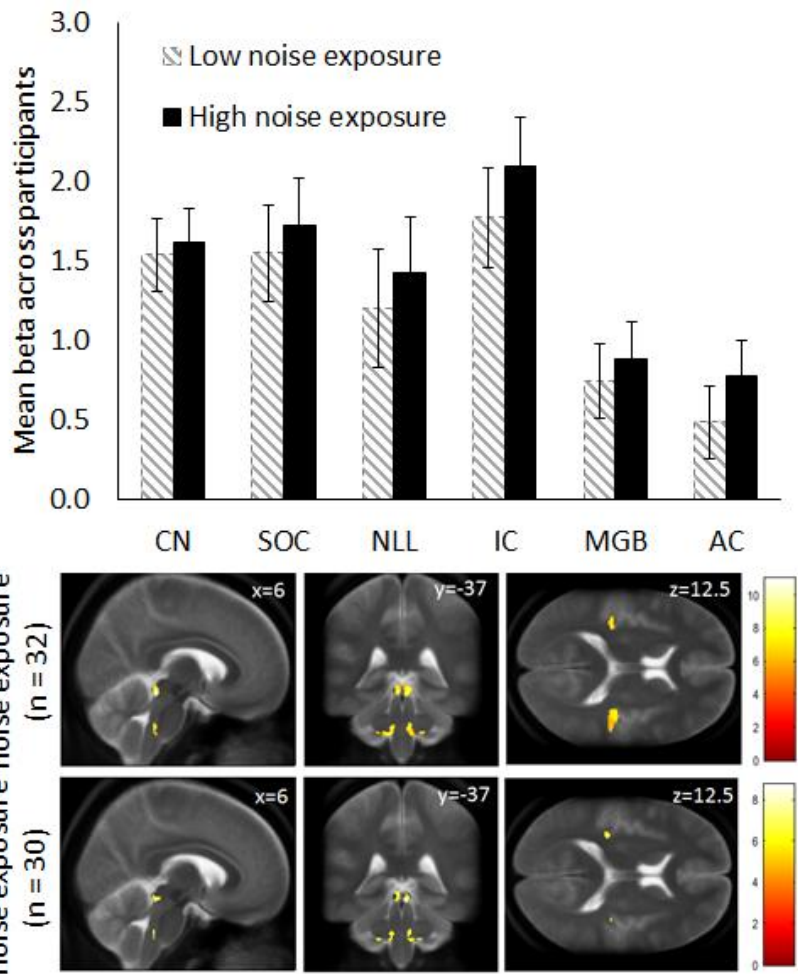 3.0
2.5
2.0
1.5
1.0
0.5
0.0
Mean beta across participants
Low noise exposure
High noise exposure
CN SOC NLL IC MGB AC
noise exposure
(n = 32)
x=6 y=-37 z=12.5
10
8
6
4
2
0
noise exposure
(n = 30)
x=6 y=-37 z=12.5
8
6
4
2
0